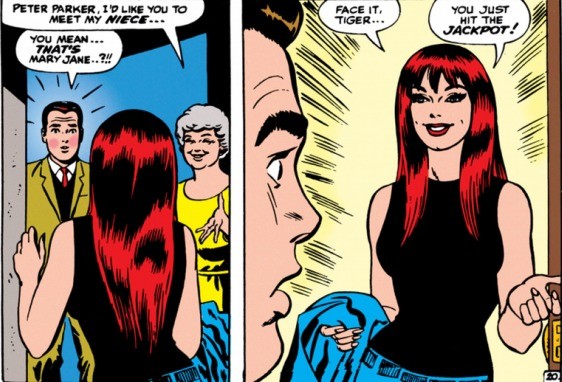 PETER PARKER, I'D LIKE YOU TO
MEET MY NIECE...
YOU MEAN...
THAT'S
MARY JANE..?!!
FACE IT,
TIGER...
YOU JUST
HIT THE
JACKPOT!
20.